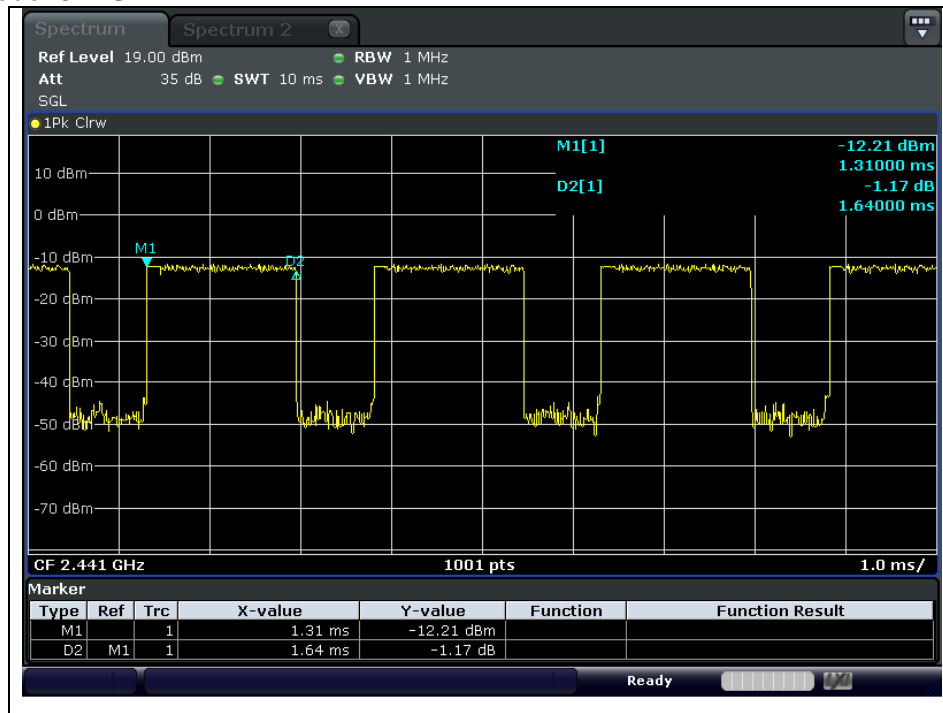 Spectrum Spectrum 2 X
Ref Level 19.00 dBm RBW 1 MHz
Att 35 dB SWT 10 ms VBW 1 MHz
SGL
1Pk Clrw
M1[1] -12.21 dBm
1.31000 ms
D2[1] -1.17 dB
1.64000 ms
10 dBm
0 dBm
M1
-10 dBm
D2
-20 dBm
-30 dBm
-40 dBm
-50 dBm
-60 dBm
-70 dBm
CF 2.441 GHz 1001 pts 1.0 ms/
Marker
Type Ref Trc X-value Y-value Function Function Result
M1 1 1.31 ms -12.21 dBm
D2 M1 1 1.64 ms -1.17 dB
Ready